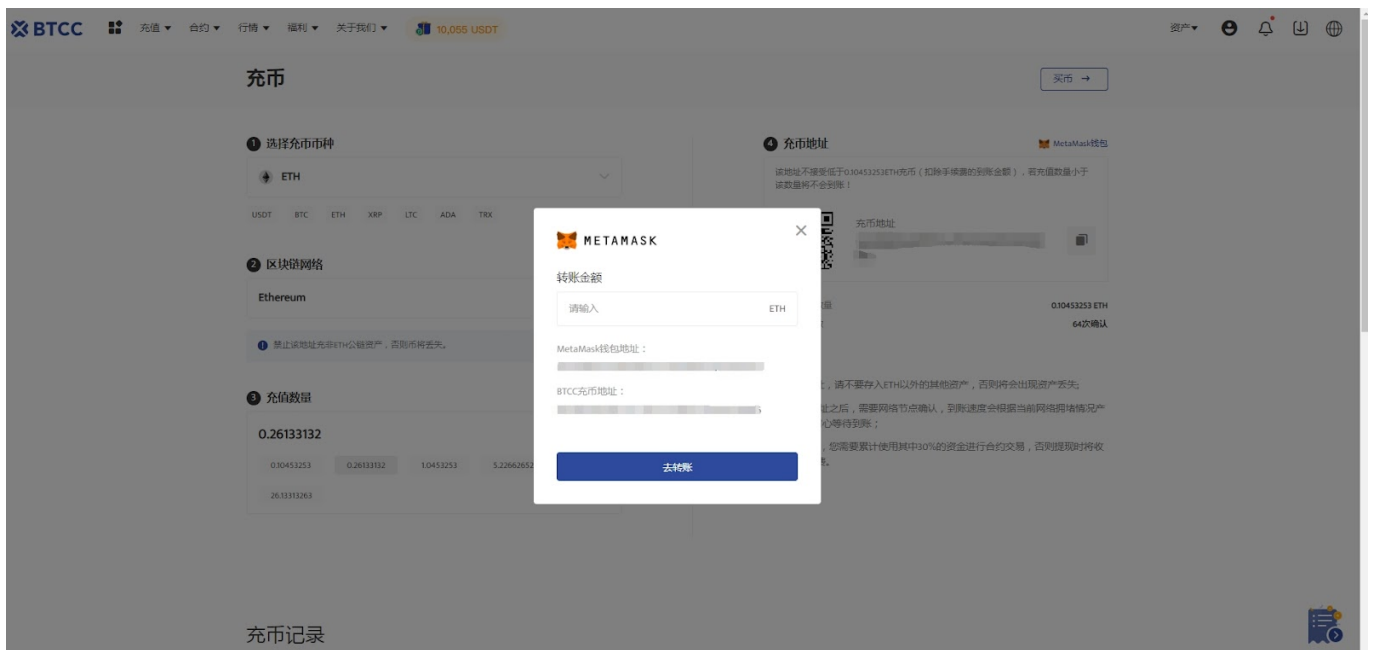 BTCC 充值 合约 行情 福利 关于我们 10,055 USDT 资产
充币
买币 →
1 选择充币币种
ETH
USDT BTC ETH XRP LTC ADA TRX
2 区块链网络
Ethereum
禁止该地址充非ETH公链资产,否则币将丢失。
3 充值数量
0.26133132
0.10453253 0.26133132 1.0453253 5.22662652
26.13313263
4 充币地址
MetaMask钱包
该地址不接受低于0.10453253ETH充币(扣除手续费的到账金额),若充值数量小于
该数量将不会到账!
充币地址
0.10453253 ETH
64次确认
,请不要存入ETH以外的其他资产,否则将会出现资产丢失;
址之后,需要网络节点确认,到账速度会根据当前网络拥堵情况产
心等待到账;
,您需要累计使用其中30%的资金进行合约交易,否则提现时将收
METAMASK
转账金额
请输入 ETH
MetaMask钱包地址:
BTCC充币地址:
去转账
充币记录